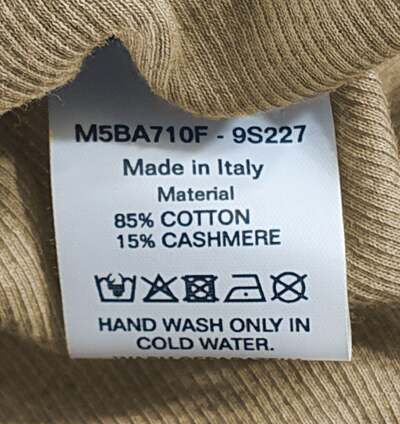 M5BA710F - 9S227
Made in Italy
Material
85% COTTON
15% CASHMERE
HAND WASH ONLY IN
COLD WATER.